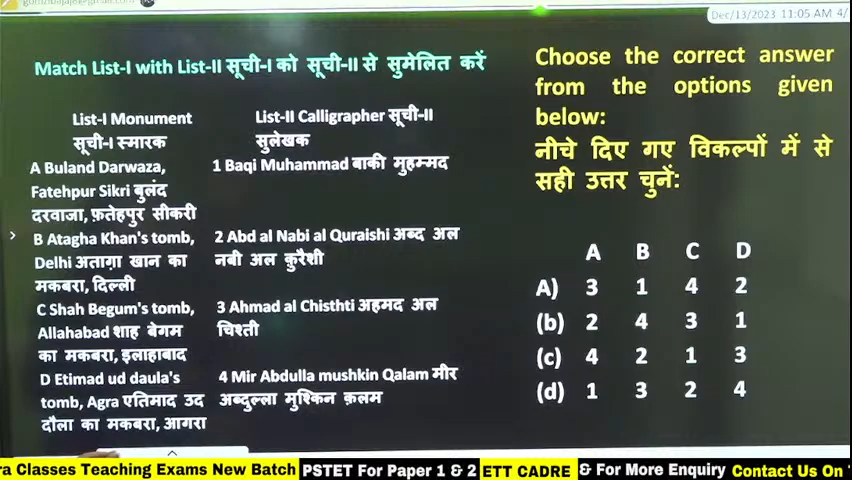 Dec/13/2023 11:05 AM 4/
Match List-I with List-II सूची-I को सूची-II से सुमेलित करें
List-I Monument
सूची-I स्मारक
List-II Calligrapher सूची-II
सुलेखक
A Buland Darwaza,
Fatehpur Sikri बुलंद
दरवाजा, फ़तेहपुर सीकरी
1 Baqi Muhammad बाकी मुहम्मद
B Atagha Khan's tomb,
Delhi अताग़ा खान का
मकबरा, दिल्ली
2 Abd al Nabi al Quraishi अब्द अल
नबी अल कुरैशी
C Shah Begum's tomb,
Allahabad शाह बेगम
का मकबरा, इलाहाबाद
3 Ahmad al Chisthti अहमद अल
चिश्ती
D Etimad ud daula's
tomb, Agra एतिमाद उद
दौला का मकबरा, आगरा
4 Mir Abdulla mushkin Qalam मीर
अब्दुल्ला मुश्किन क़लम
Choose the correct answer
from the options given
below:
नीचे दिए गए विकल्पों में से
सही उत्तर चुनें:
A B C D
A) 3 1 4 2
(b) 2 4 3 1
(c) 4 2 1 3
(d) 1 3 2 4
ra Classes Teaching Exams New Batch PSTET For Paper 1 & 2 ETT CADRE & For More Enquiry Contact Us On